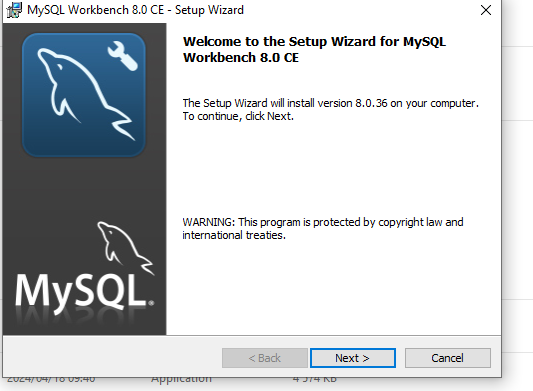 MySQL Workbench 8.0 CE - Setup Wizard
Welcome to the Setup Wizard for MySQL
Workbench 8.0 CE
The Setup Wizard will install version 8.0.36 on your computer.
To continue, click Next.
WARNING: This program is protected by copyright law and
international treaties.
MySQL®
< Back
Next >
Cancel
2024/04/18 09:46
Application
4 574 KB